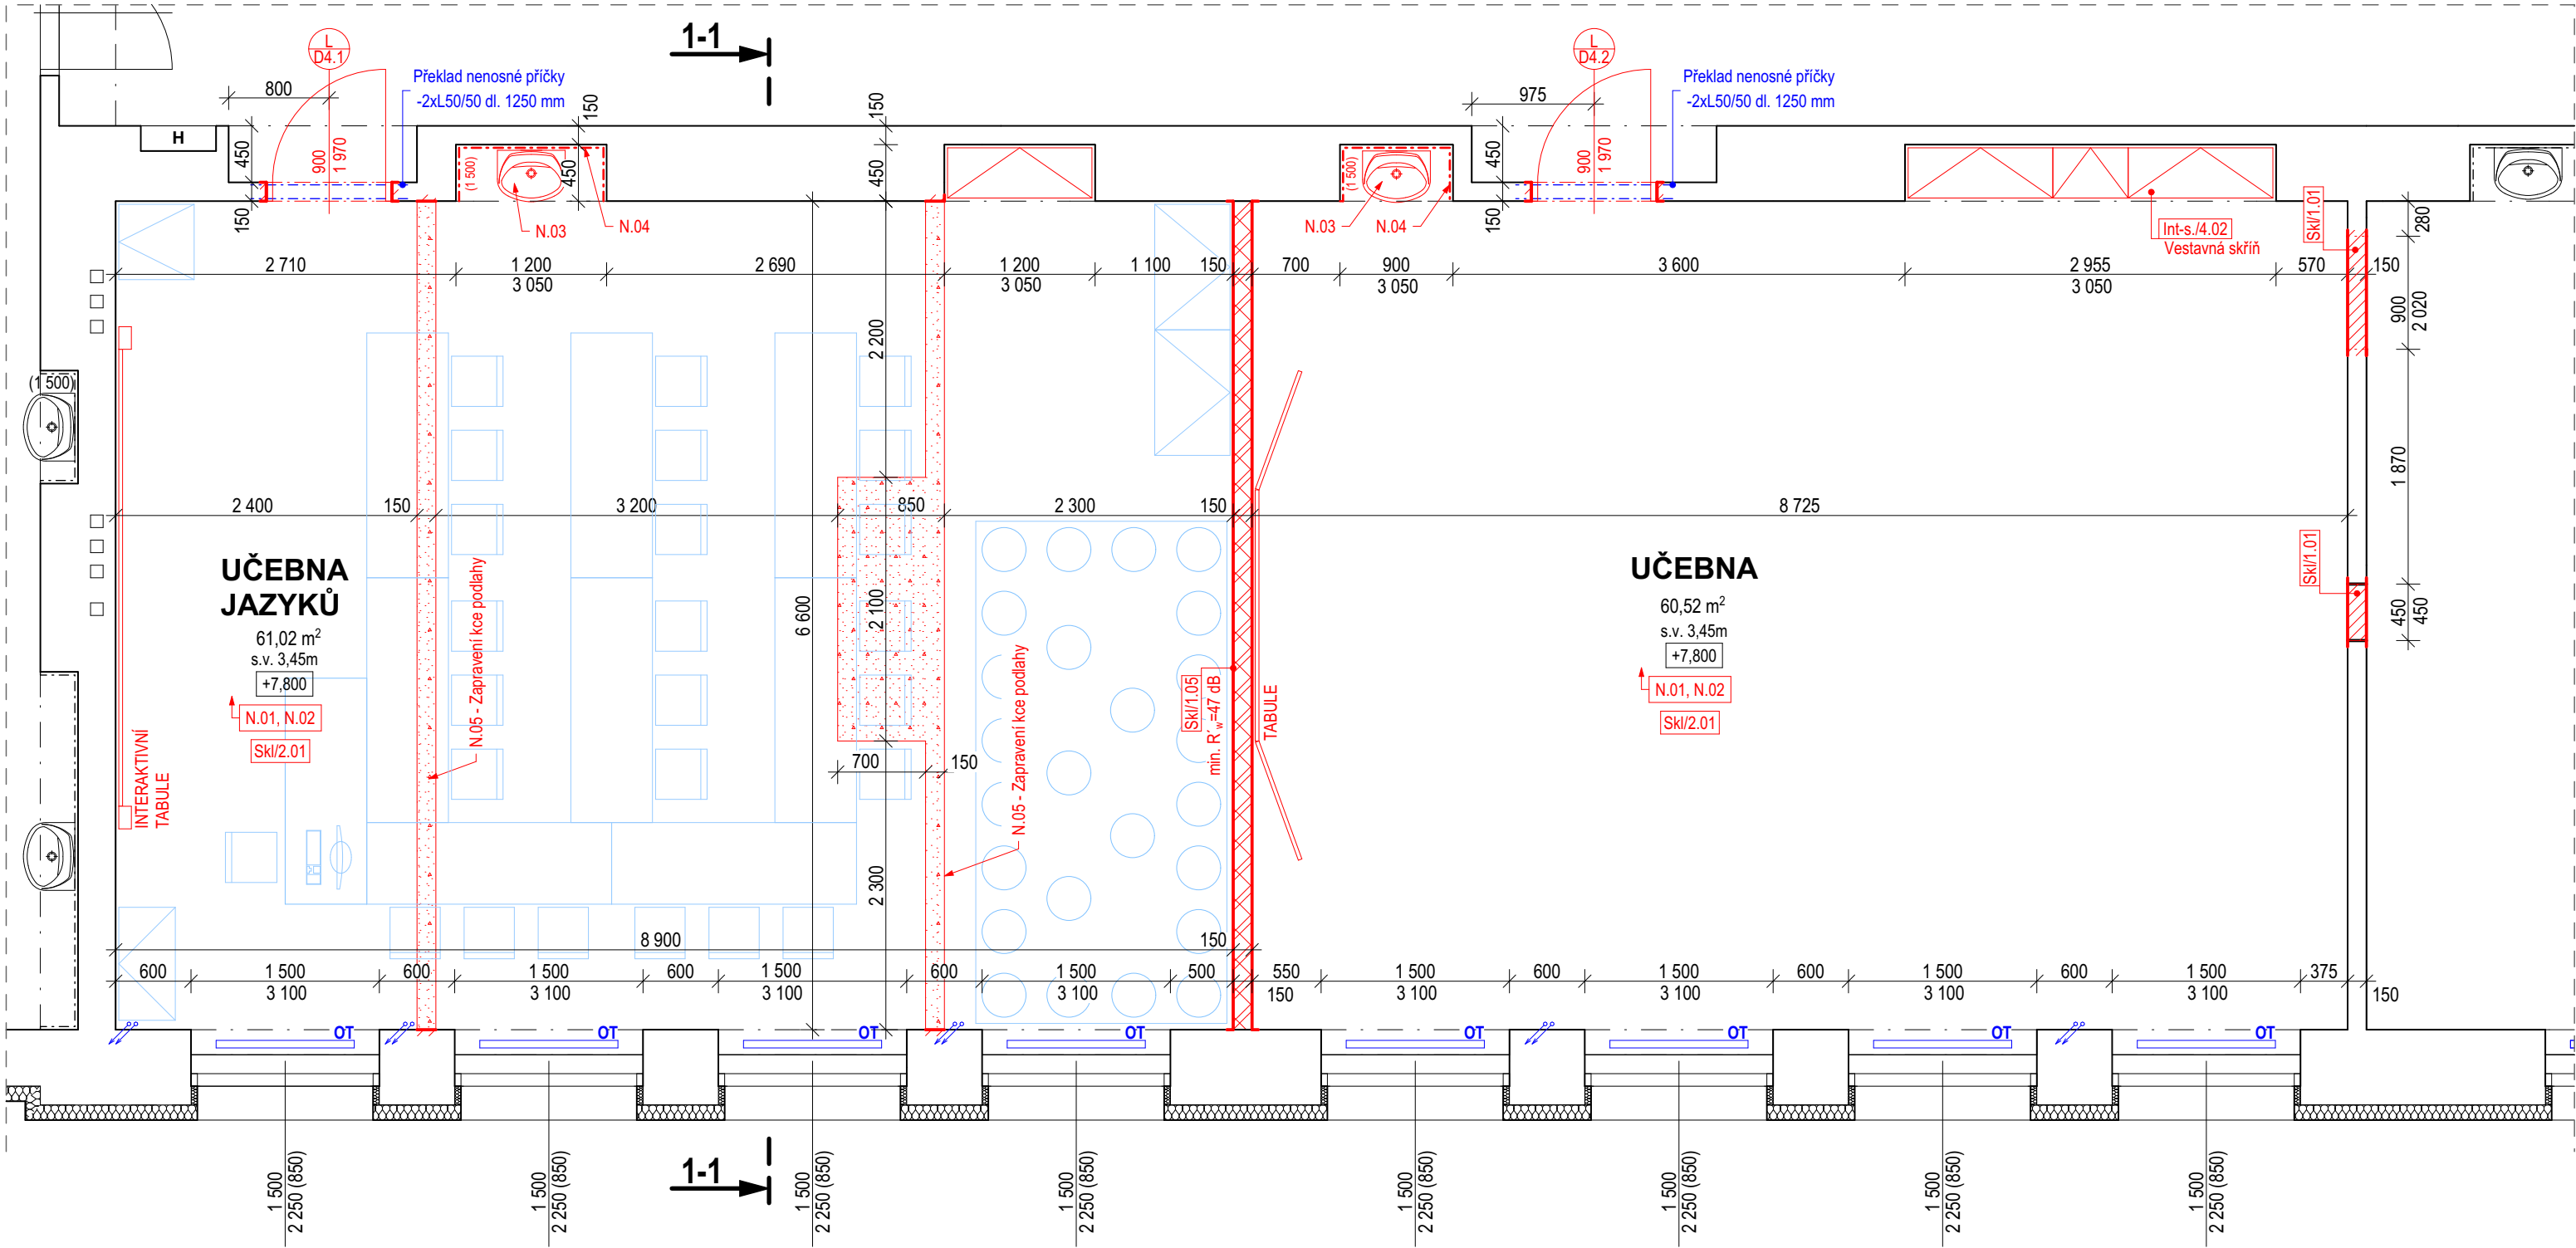 1-1
L
D4.1
L
D4.2
Překlad nenosné příčky
-2xL50/50 dl. 1250 mm
Překlad nenosné příčky
-2xL50/50 dl. 1250 mm
800
150
150
975
H
450
900
1 970
(1 500)
450
450
(1 500)
450
900
1 970
150
150
N.03
N.04
N.03
N.04
Int-s./4.02
Vestavná skříň
Skl/1.01
280
2 710
1 200
3 050
2 690
1 200
3 050
1 100
150
700
900
3 050
3 600
2 955
3 050
570
150
900
2 020
2 200
(1 500)
1 870
2 400
150
3 200
850
2 300
150
8 725
UČEBNA
JAZYKŮ
61,02 m²
s.v. 3,45m
+7,800
N.01, N.02
Skl/2.01
INTERAKTIVNÍ
TABULE
N.05 - Zapravení kce podlahy
6 600
2 100
700
150
N.05 - Zapravení kce podlahy
Skl/1.05
min. R´w=47 dB
TABULE
UČEBNA
60,52 m²
s.v. 3,45m
+7,800
N.01, N.02
Skl/2.01
Skl/1.01
450
450
2 300
8 900
150
600
1 500
3 100
600
1 500
3 100
600
1 500
3 100
600
1 500
3 100
500
550
150
1 500
3 100
600
1 500
3 100
600
1 500
3 100
600
1 500
3 100
375
150
OT
OT
OT
OT
OT
OT
OT
OT
1-1
1 500
2 250 (850)
1 500
2 250 (850)
1 500
2 250 (850)
1 500
2 250 (850)
1 500
2 250 (850)
1 500
2 250 (850)
1 500
2 250 (850)
1 500
2 250 (850)